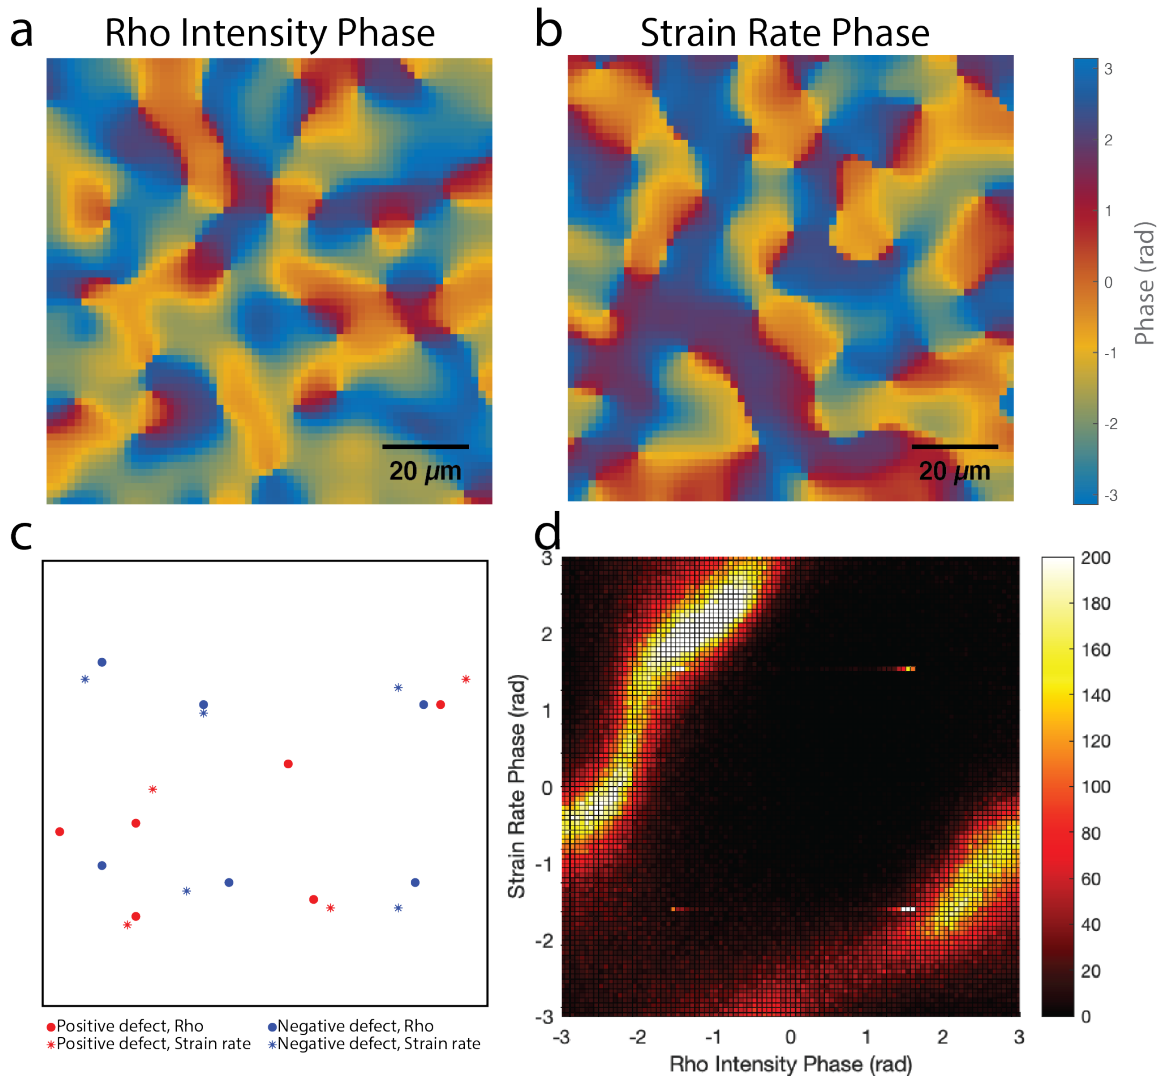 a
Rho Intensity Phase
b
Strain Rate Phase
20 µm
20 µm
3
2
1
0
-1
-2
-3
Phase (rad)
c
Positive defect, Rho
Negative defect, Rho
Positive defect, Strain rate
Negative defect, Strain rate
d
3
2
1
0
-1
-2
-3
Strain Rate Phase (rad)
-3 -2 -1 0 1 2 3
Rho Intensity Phase (rad)
200
180
160
140
120
100
80
60
40
20
0